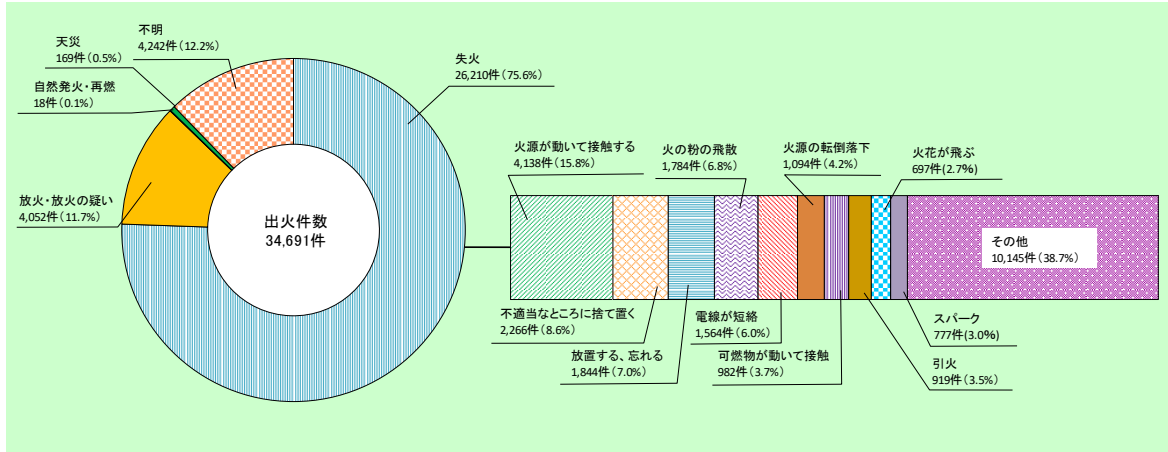 不明
4,242件(12.2%)
天災
169件(0.5%)
自然発火・再燃
18件(0.1%)
放火・放火の疑い
4,052件(11.7%)
失火
26,210件(75.6%)
出火件数
34,691件
火源が動いて接触する
4,138件(15.8%)
火の粉の飛散
1,784件(6.8%)
火源の転倒落下
1,094件(4.2%)
火花が飛ぶ
697件(2.7%)
その他
10,145件(38.7%)
不適当なところに捨て置く
2,266件(8.6%)
放置する、忘れる
1,844件(7.0%)
電線が短絡
1,564件(6.0%)
可燃物が動いて接触
982件(3.7%)
スパーク
777件(3.0%)
引火
919件(3.5%)